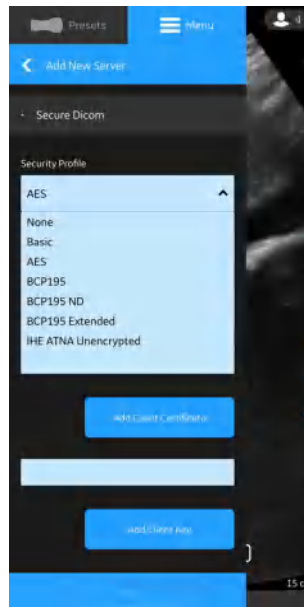 Presets
Menu
Add New Server
Secure Dicom
Security Profile
AES
None
Basic
AES
BCP195
BCP195 ND
BCP195 Extended
IHE ATNA Unencrypted
Add Client Certificate
Add Client Key
15 c